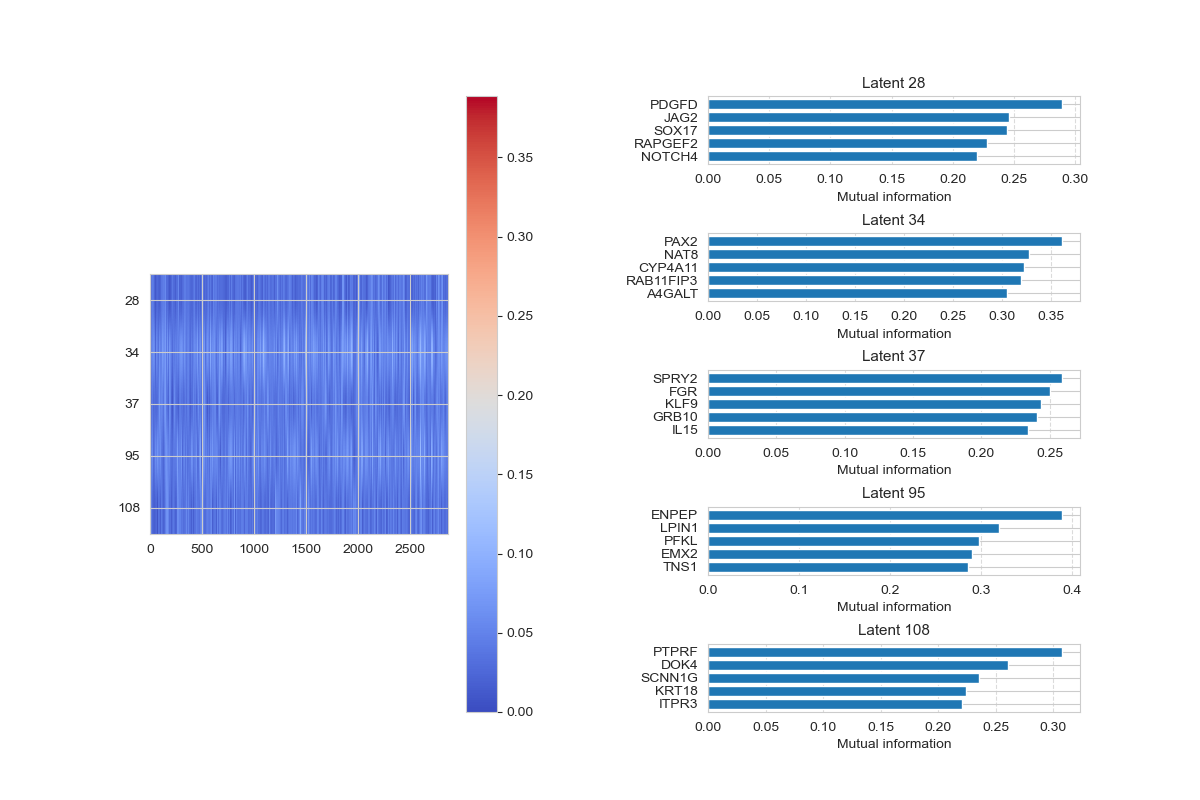 28
34
37
95
108
0 500 1000 1500 2000 2500
0.35
0.30
0.25
0.20
0.15
0.10
0.05
0.00
Latent 28
PDGFD
JAG2
SOX17
RAPGEF2
NOTCH4
0.00 0.05 0.10 0.15 0.20 0.25 0.30
Mutual information
Latent 34
PAX2
NAT8
CYP4A11
RAB11FIP3
A4GALT
0.00 0.05 0.10 0.15 0.20 0.25 0.30 0.35
Mutual information
Latent 37
SPRY2
FGR
KLF9
GRB10
IL15
0.00 0.05 0.10 0.15 0.20 0.25
Mutual information
Latent 95
ENPEP
LPIN1
PFKL
EMX2
TNS1
0.0 0.1 0.2 0.3 0.4
Mutual information
Latent 108
PTPRF
DOK4
SCNN1G
KRT18
ITPR3
0.00 0.05 0.10 0.15 0.20 0.25 0.30
Mutual information